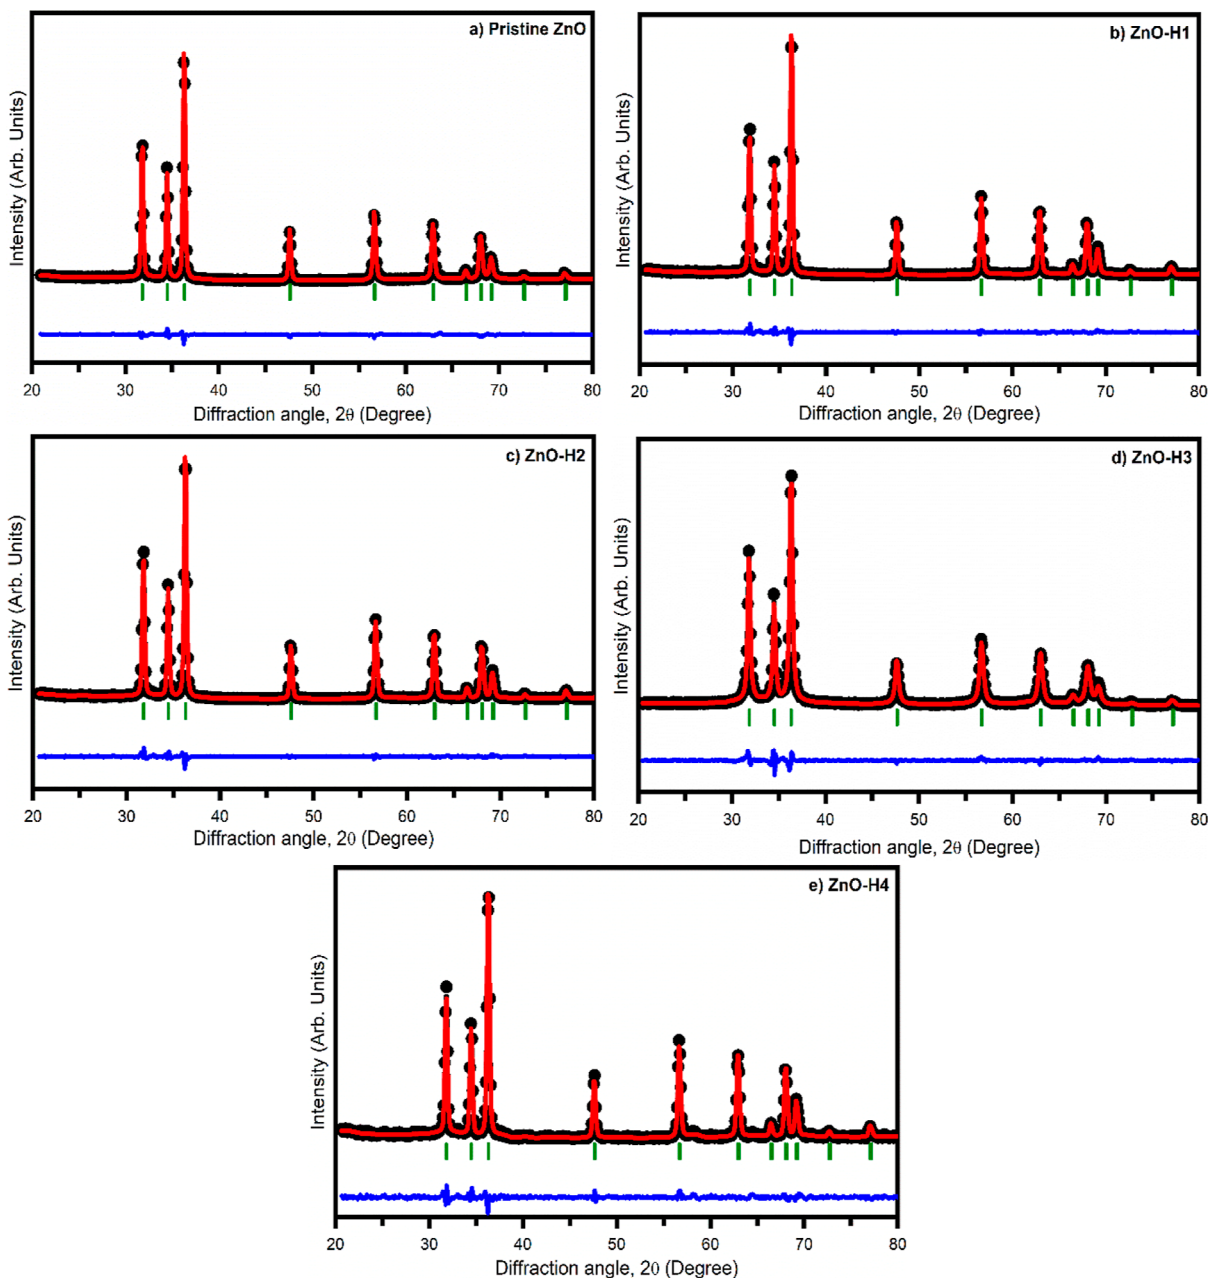 a) Pristine ZnO
Intensity (Arb. Units)
20 30 40 50 60 70 80
Diffraction angle, 2θ (Degree)
b) ZnO-H1
Intensity (Arb. Units)
20 30 40 50 60 70 80
Diffraction angle, 2θ (Degree)
c) ZnO-H2
Intensity (Arb. Units)
20 30 40 50 60 70 80
Diffraction angle, 2θ (Degree)
d) ZnO-H3
Intensity (Arb. Units)
20 30 40 50 60 70 80
Diffraction angle, 2θ (Degree)
e) ZnO-H4
Intensity (Arb. Units)
20 30 40 50 60 70 80
Diffraction angle, 2θ (Degree)